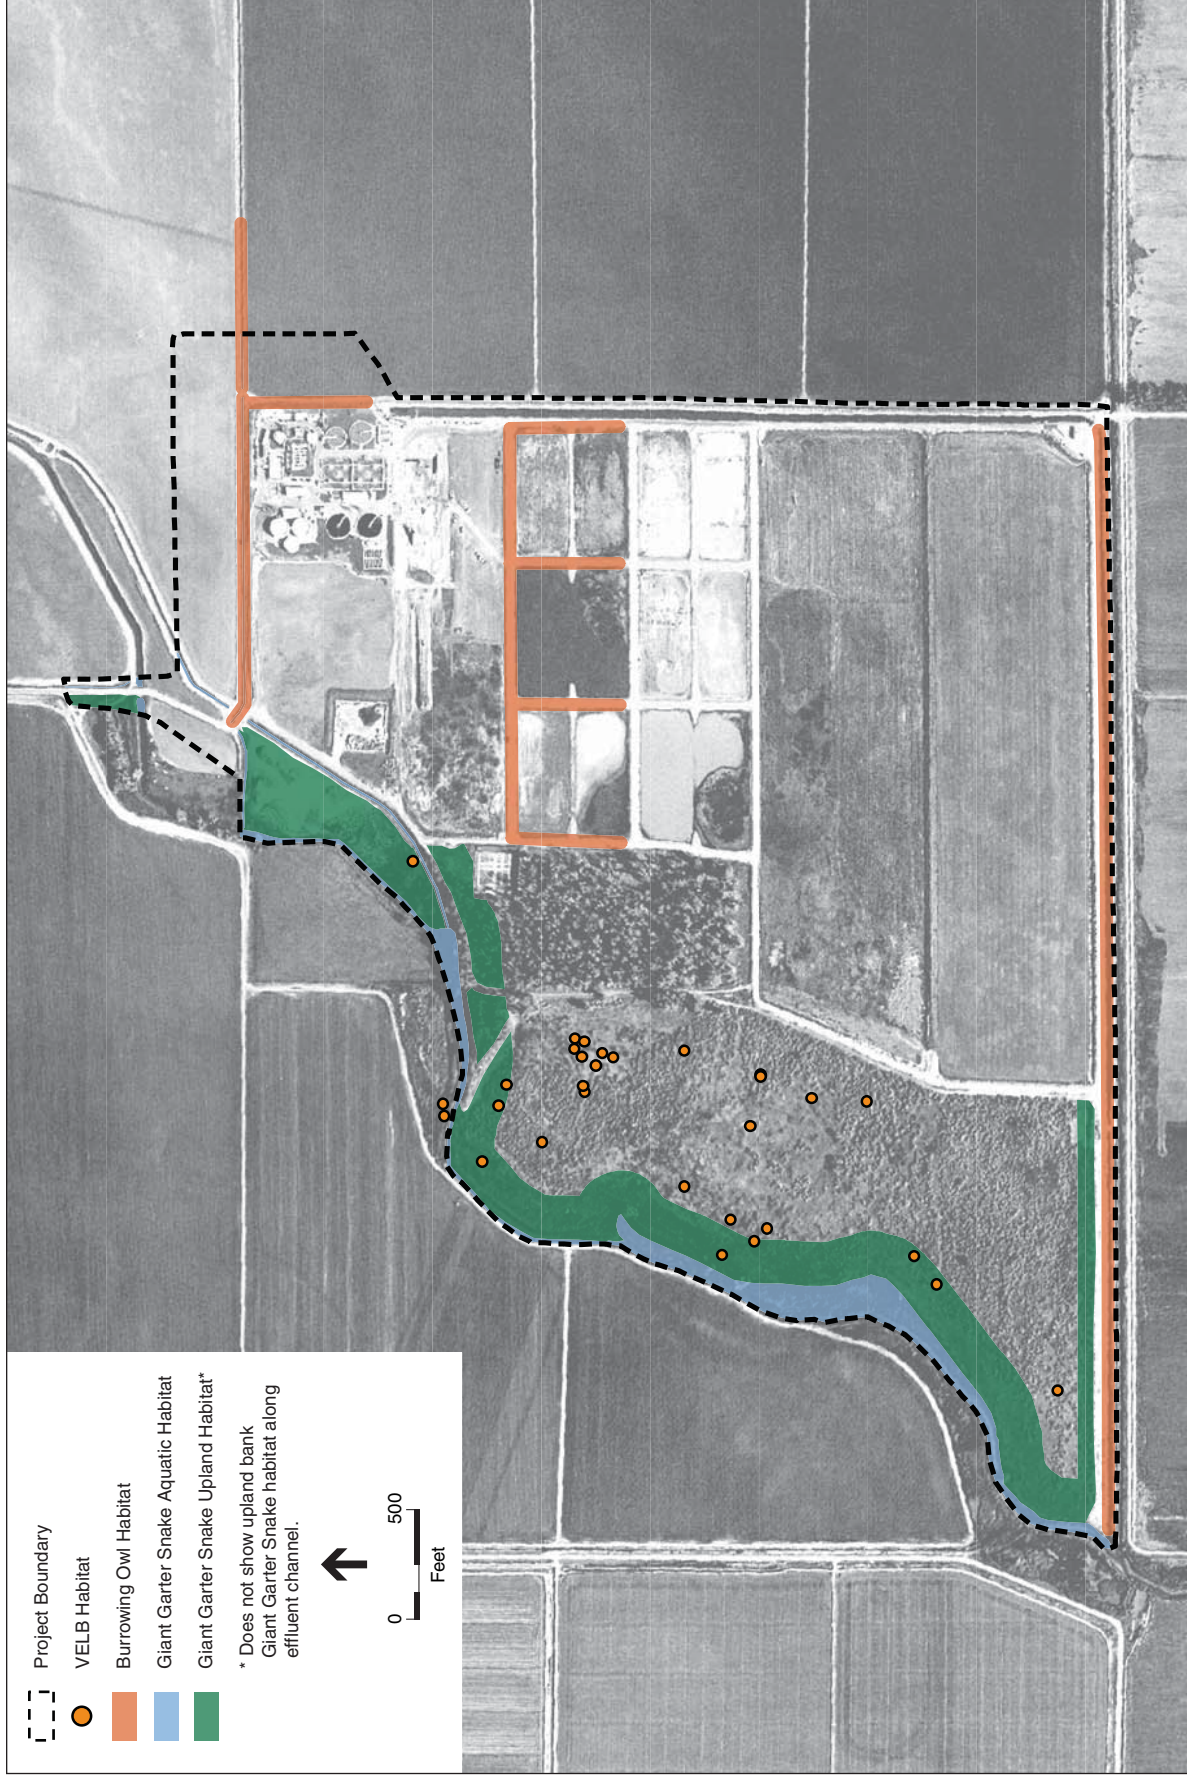 Project Boundary
VELB Habitat
Burrowing Owl Habitat
Giant Garter Snake Aquatic Habitat
Giant Garter Snake Upland Habitat*
* Does not show upland bank
Giant Garter Snake habitat along
effluent channel.
0 500
Feet